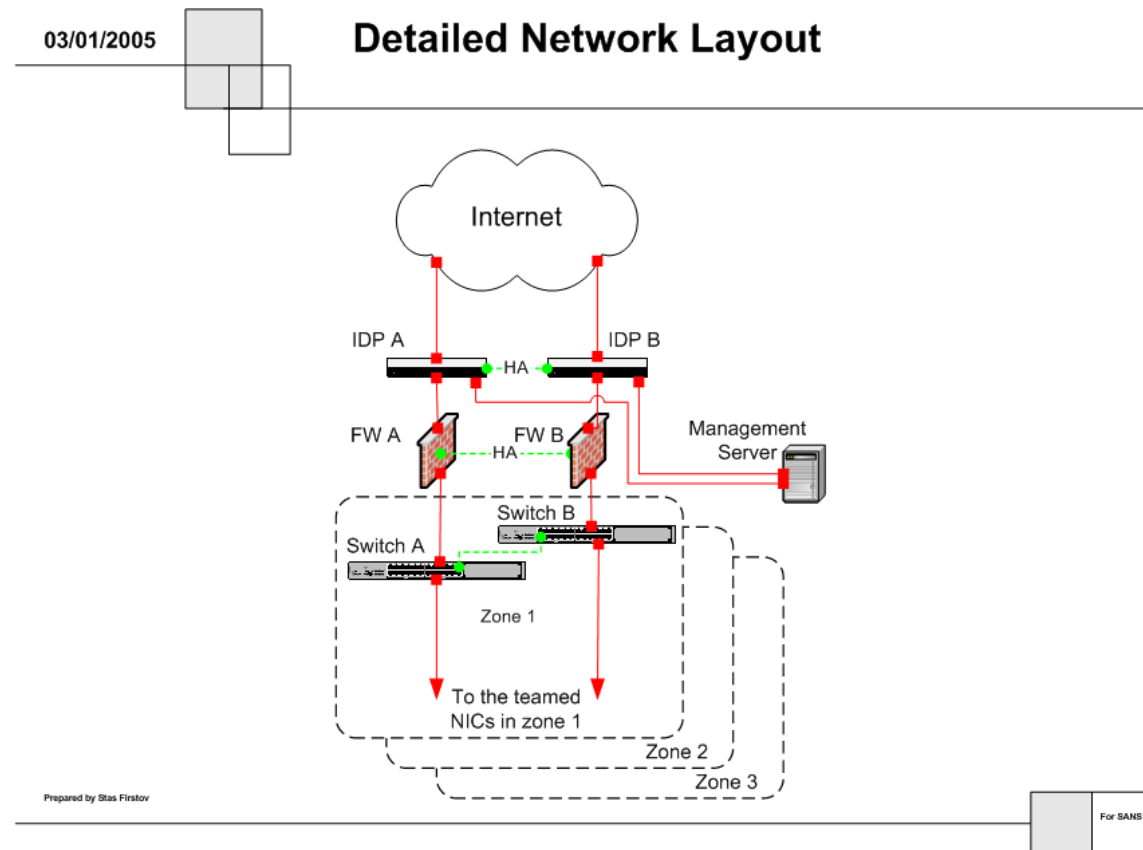 03/01/2005
Detailed Network Layout
Internet
IDP A
IDP B
HA
FW A
FW B
HA
Management
Server
Switch B
Switch A
Zone 1
To the teamed
NICs in zone 1
Zone 2
Zone 3
Prepared by Stas Firstov
For SANS